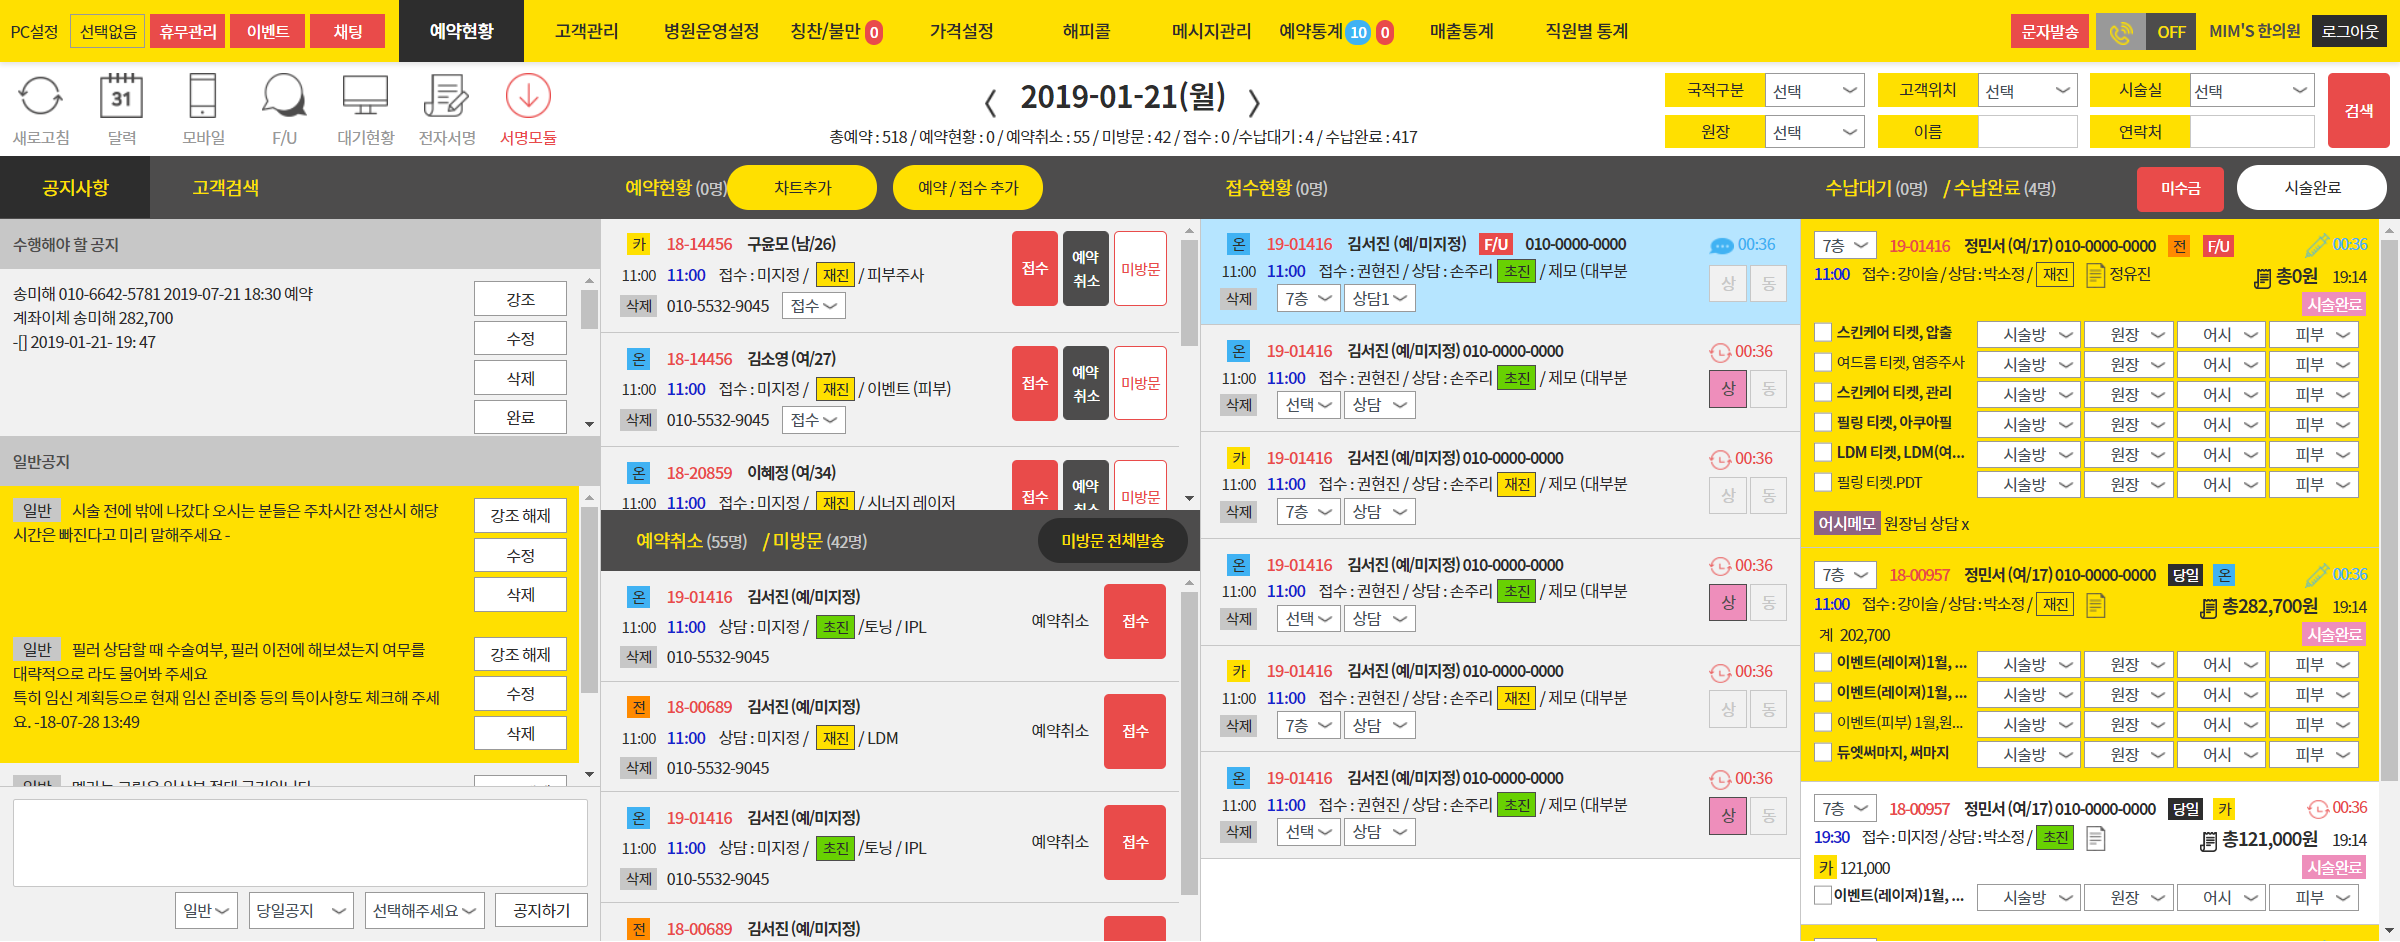 PC설정 선택없음 휴무관리 이벤트 채팅 예약현황 고객관리 병원운영설정 칭찬/불만 0 가격설정 해피콜 메시지관리 예약통계 10 0 매출통계 직원별 통계 문자발송 OFF MIM'S 한의원 로그아웃
31
새로고침 달력 모바일 F/U 대기현황 전자서명 서명모듈
2019-01-21(월)
총예약 : 518 / 예약현황 : 0 / 예약취소 : 55 / 미방문 : 42 / 접수 : 0 /수납대기 : 4 / 수납완료 : 417
국적구분 선택 고객위치 선택 시술실 선택
원장 선택 이름 연락처
검색
공지사항 고객검색
수행해야 할 공지
송미해 010-6642-5781 2019-07-21 18:30 예약
계좌이체 송미해 282,700
-[] 2019-01-21- 19: 47
강조
수정
삭제
완료
일반공지
일반 시술 전에 밖에 나갔다 오시는 분들은 주차시간 정산시 해당
시간은 빠진다고 미리 말해주세요 -
강조 해제
수정
삭제
일반 필러 상담할 때 수술여부, 필러 이전에 해보셨는지 여무를
대략적으로 라도 물어봐 주세요
특히 임신 계획등으로 현재 임신 준비중 등의 특이사항도 체크해 주세
요. -18-07-28 13:49
강조 해제
수정
삭제
일반 당일공지 선택해주세요 공지하기
예약현황 (0명) 차트추가 예약 / 접수 추가
카 18-14456 구윤모 (남/26)
11:00 11:00 접수 : 미지정 / 재진 / 피부주사
삭제 010-5532-9045 접수
접수 예약취소 미방문
온 18-14456 김소영 (여/27)
11:00 11:00 접수 : 미지정 / 재진 / 이벤트 (피부)
삭제 010-5532-9045 접수
접수 예약취소 미방문
온 18-20859 이혜정 (여/34)
11:00 11:00 접수 : 미지정 / 재진 / 시너지 레이저
접수 예약취소 미방문
예약취소 (55명) / 미방문 (42명) 미방문 전체발송
온 19-01416 김서진 (예/미지정)
11:00 11:00 상담 : 미지정 / 초진 /토닝 / IPL
삭제 010-5532-9045
예약취소 접수
전 18-00689 김서진 (예/미지정)
11:00 11:00 상담 : 미지정 / 재진 / LDM
삭제 010-5532-9045
예약취소 접수
온 19-01416 김서진 (예/미지정)
11:00 11:00 상담 : 미지정 / 초진 /토닝 / IPL
삭제 010-5532-9045
예약취소 접수
전 18-00689 김서진 (예/미지정)
접수현황 (0명)
온 19-01416 김서진 (예/미지정) F/U 010-0000-0000 00:36
11:00 11:00 접수 : 권현진 / 상담 : 손주리 초진 / 제모 (대부분
삭제 7층 상담1 상 동
온 19-01416 김서진 (예/미지정) 010-0000-0000 00:36
11:00 11:00 접수 : 권현진 / 상담 : 손주리 초진 / 제모 (대부분
삭제 선택 상담 상 동
카 19-01416 김서진 (예/미지정) 010-0000-0000 00:36
11:00 11:00 접수 : 권현진 / 상담 : 손주리 재진 / 제모 (대부분
삭제 7층 상담 상 동
온 19-01416 김서진 (예/미지정) 010-0000-0000 00:36
11:00 11:00 접수 : 권현진 / 상담 : 손주리 초진 / 제모 (대부분
삭제 선택 상담 상 동
카 19-01416 김서진 (예/미지정) 010-0000-0000 00:36
11:00 11:00 접수 : 권현진 / 상담 : 손주리 재진 / 제모 (대부분
삭제 7층 상담 상 동
온 19-01416 김서진 (예/미지정) 010-0000-0000 00:36
11:00 11:00 접수 : 권현진 / 상담 : 손주리 초진 / 제모 (대부분
삭제 선택 상담 상 동
수납대기 (0명) / 수납완료 (4명) 미수금 시술완료
7층 19-01416 정민서 (여/17) 010-0000-0000 전 F/U 00:36
11:00 접수 : 강이슬 / 상담 : 박소정 / 재진 정유진 총0원 19:14
시술완료
스킨케어 티켓, 압출 시술방 원장 어시 피부
여드름 티켓, 염증주사 시술방 원장 어시 피부
스킨케어 티켓, 관리 시술방 원장 어시 피부
필링 티켓, 아쿠아필 시술방 원장 어시 피부
LDM 티켓, LDM(여... 시술방 원장 어시 피부
필링 티켓.PDT 시술방 원장 어시 피부
어시메모 원장님 상담 x
7층 18-00957 정민서 (여/17) 010-0000-0000 당일 온 00:36
11:00 접수 : 강이슬 / 상담 : 박소정 / 재진 총282,700원 19:14
계 202,700 시술완료
이벤트(레이져)1월, ... 시술방 원장 어시 피부
이벤트(레이져)1월, ... 시술방 원장 어시 피부
이벤트(피부) 1월,원... 시술방 원장 어시 피부
듀엣써마지, 써마지 시술방 원장 어시 피부
7층 18-00957 정민서 (여/17) 010-0000-0000 당일 카 00:36
19:30 접수 : 미지정 / 상담 : 박소정 / 초진 총121,000원 19:14
카 121,000 시술완료
이벤트(레이져)1월, ... 시술방 원장 어시 피부